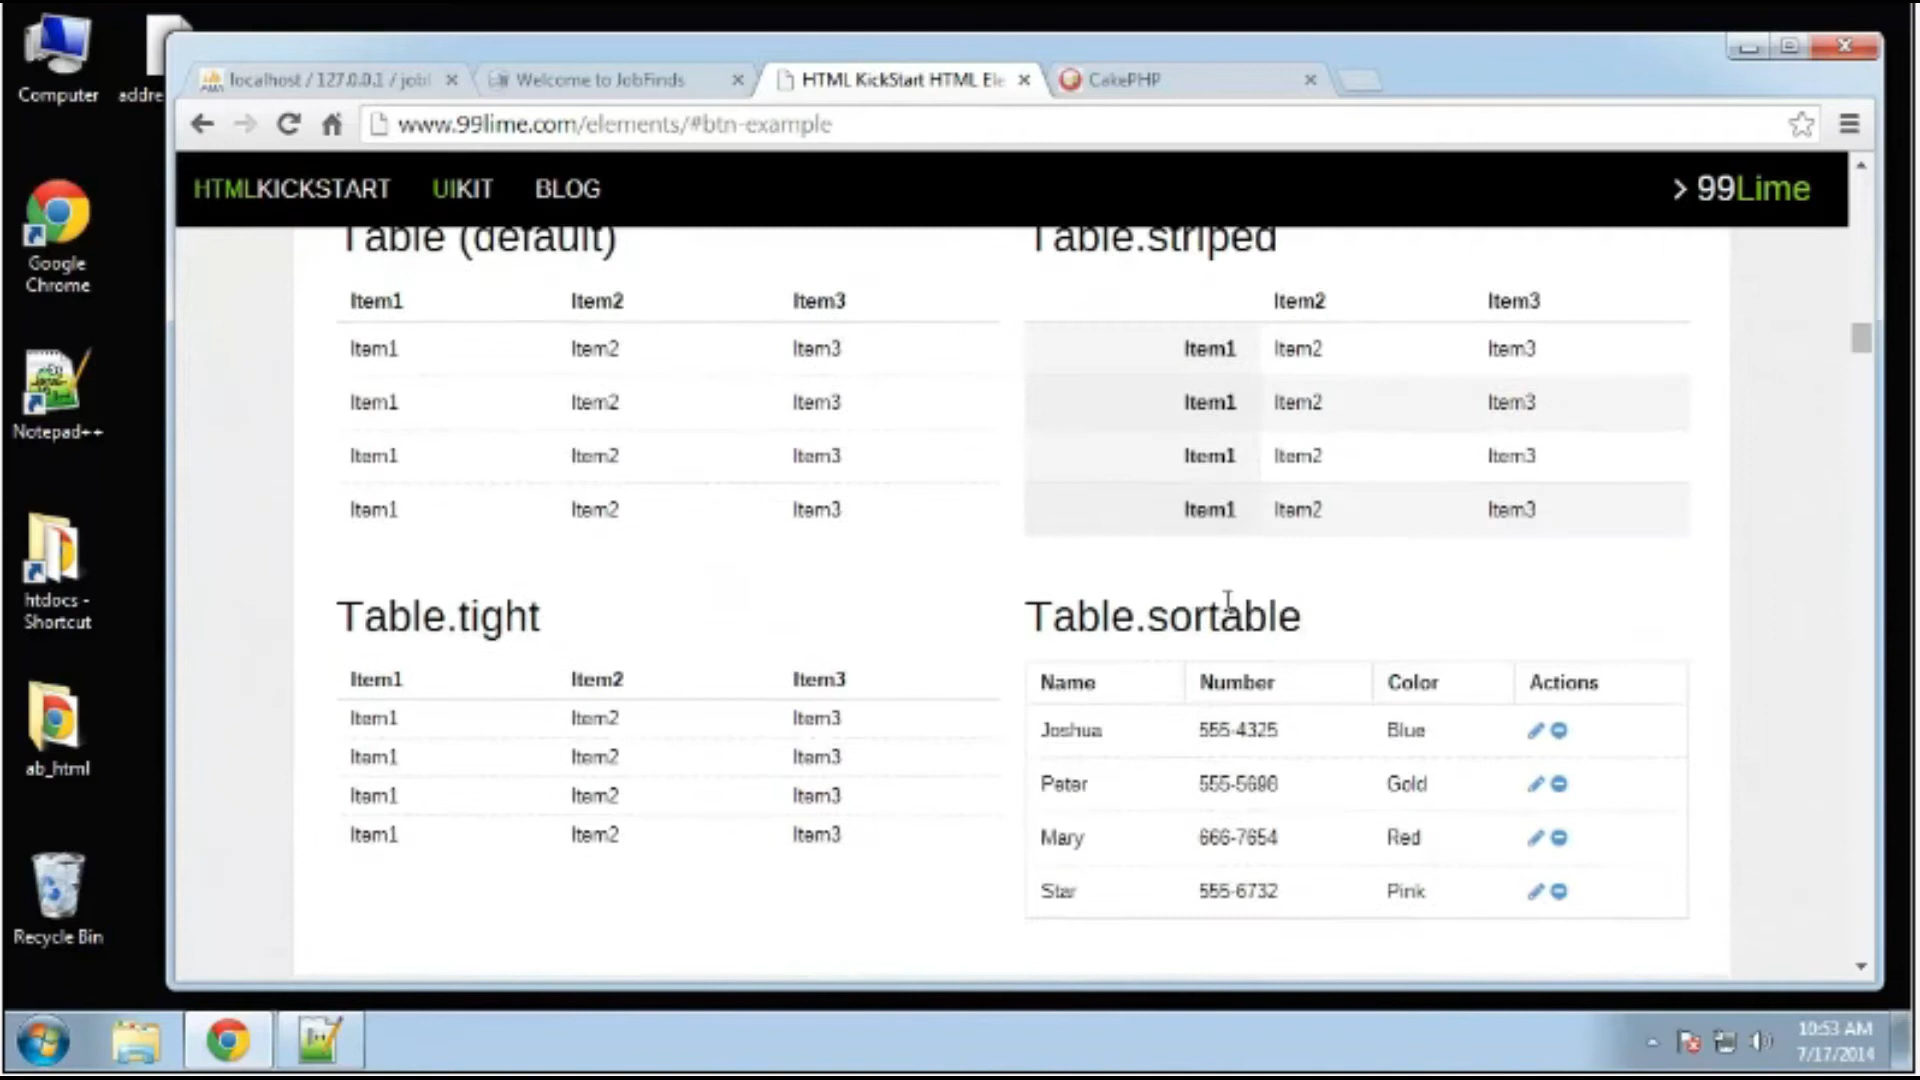 Computer
addre
Google Chrome
Notepad++
htdocs - Shortcut
ab_html
Recycle Bin
localhost / 127.0.0.1 / jobl
Welcome to JobFinds
HTML KickStart HTML Ele
CakePHP
www.99lime.com/elements/#btn-example
HTMLKICKSTART UIKIT BLOG
> 99Lime
Table (default)
Item1 Item2 Item3
Item1 Item2 Item3
Item1 Item2 Item3
Item1 Item2 Item3
Item1 Item2 Item3
Table.striped
Item2 Item3
Item1 Item2 Item3
Item1 Item2 Item3
Item1 Item2 Item3
Item1 Item2 Item3
Table.tight
Item1 Item2 Item3
Item1 Item2 Item3
Item1 Item2 Item3
Item1 Item2 Item3
Item1 Item2 Item3
Table.sortable
Name Number Color Actions
Joshua 555-4325 Blue
Peter 555-5698 Gold
Mary 666-7654 Red
Star 555-6732 Pink
10:53 AM
7/17/2014